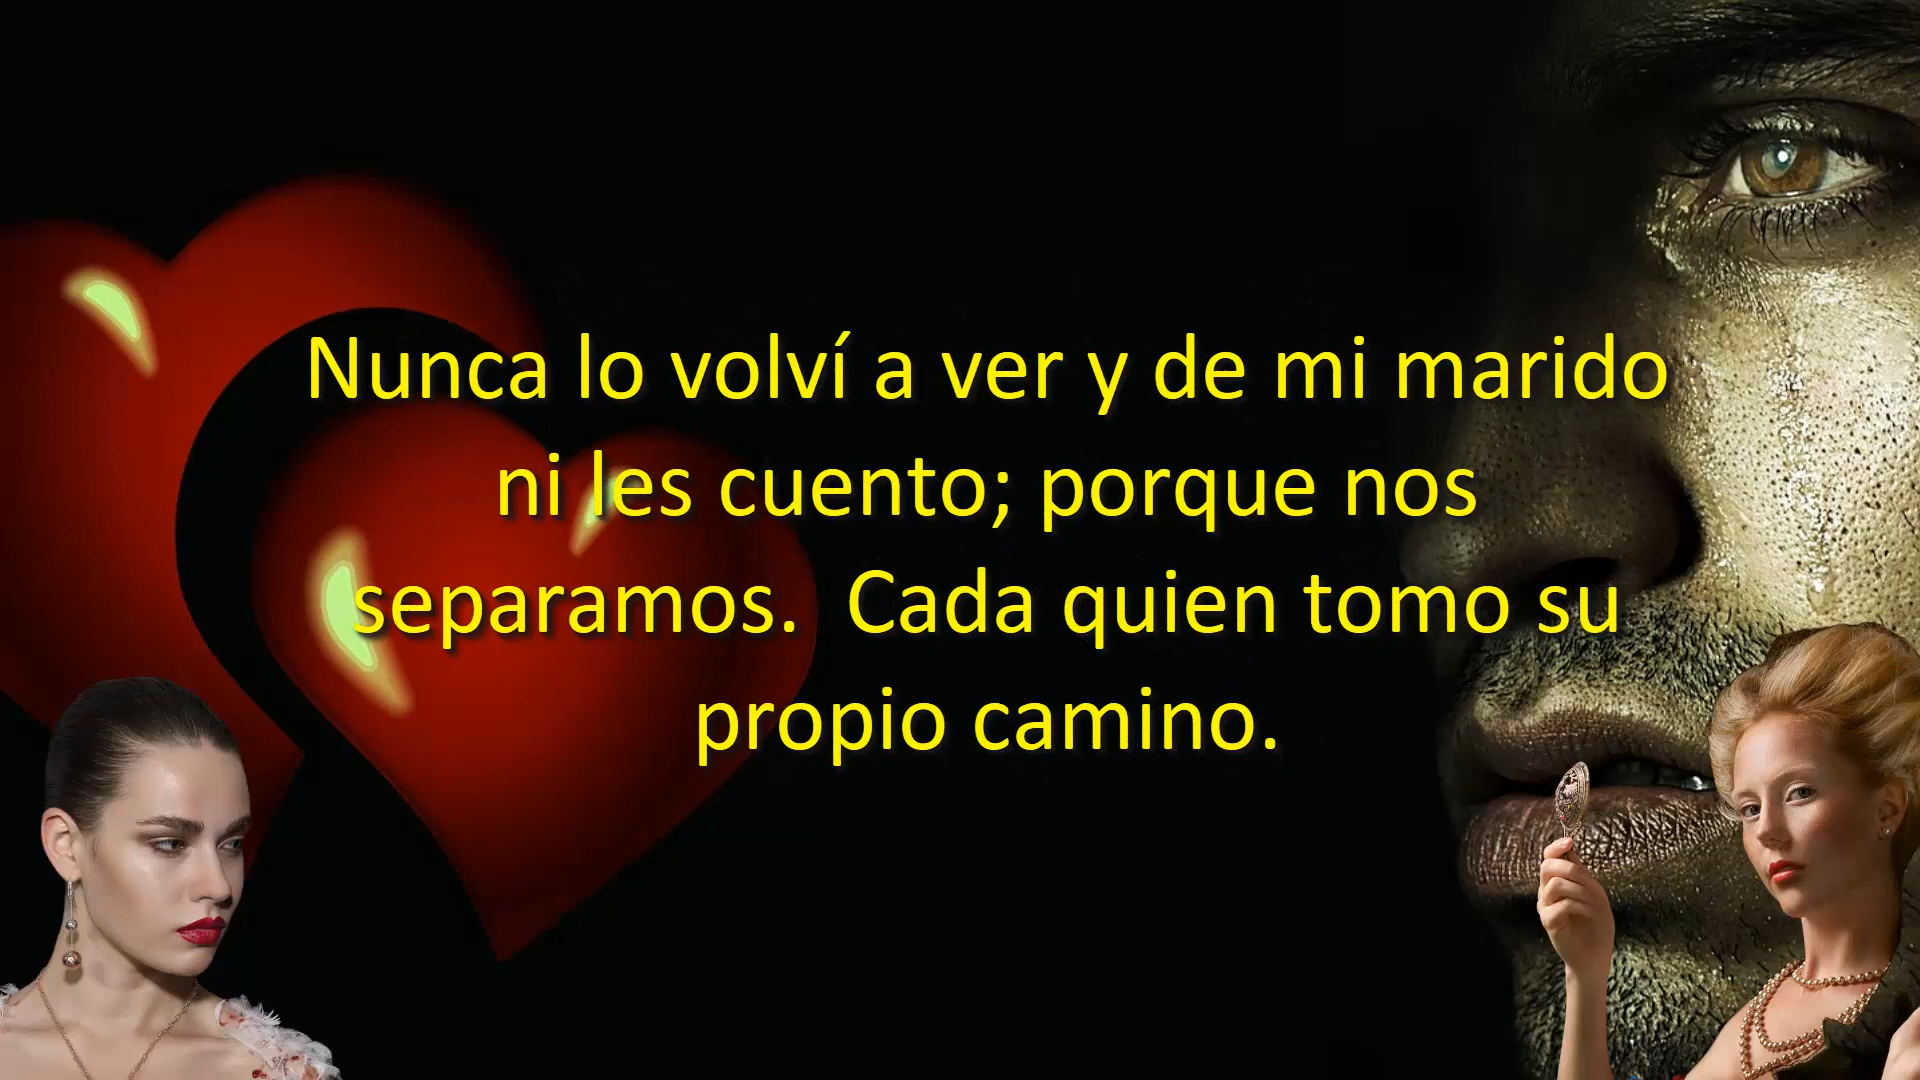 Nunca lo volví a ver y de mi marido
ni les cuento; porque nos
separamos.  Cada quien tomo su
propio camino.